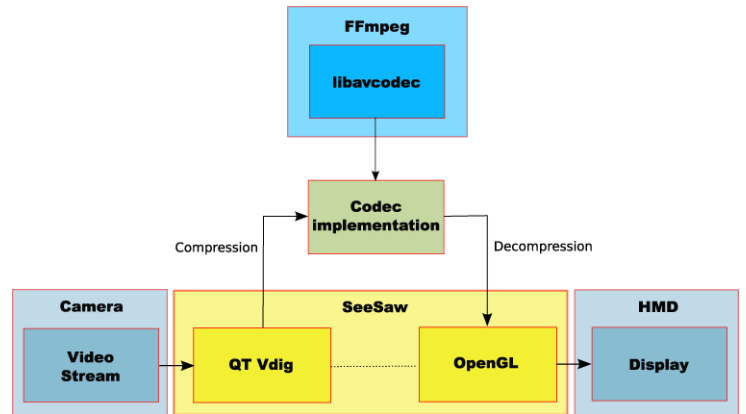 FFmpeg
libavcodec
Codec
implementation
Compression
Decompression
Camera
SeeSaw
HMD
Video
Stream
QT Vdig
OpenGL
Display